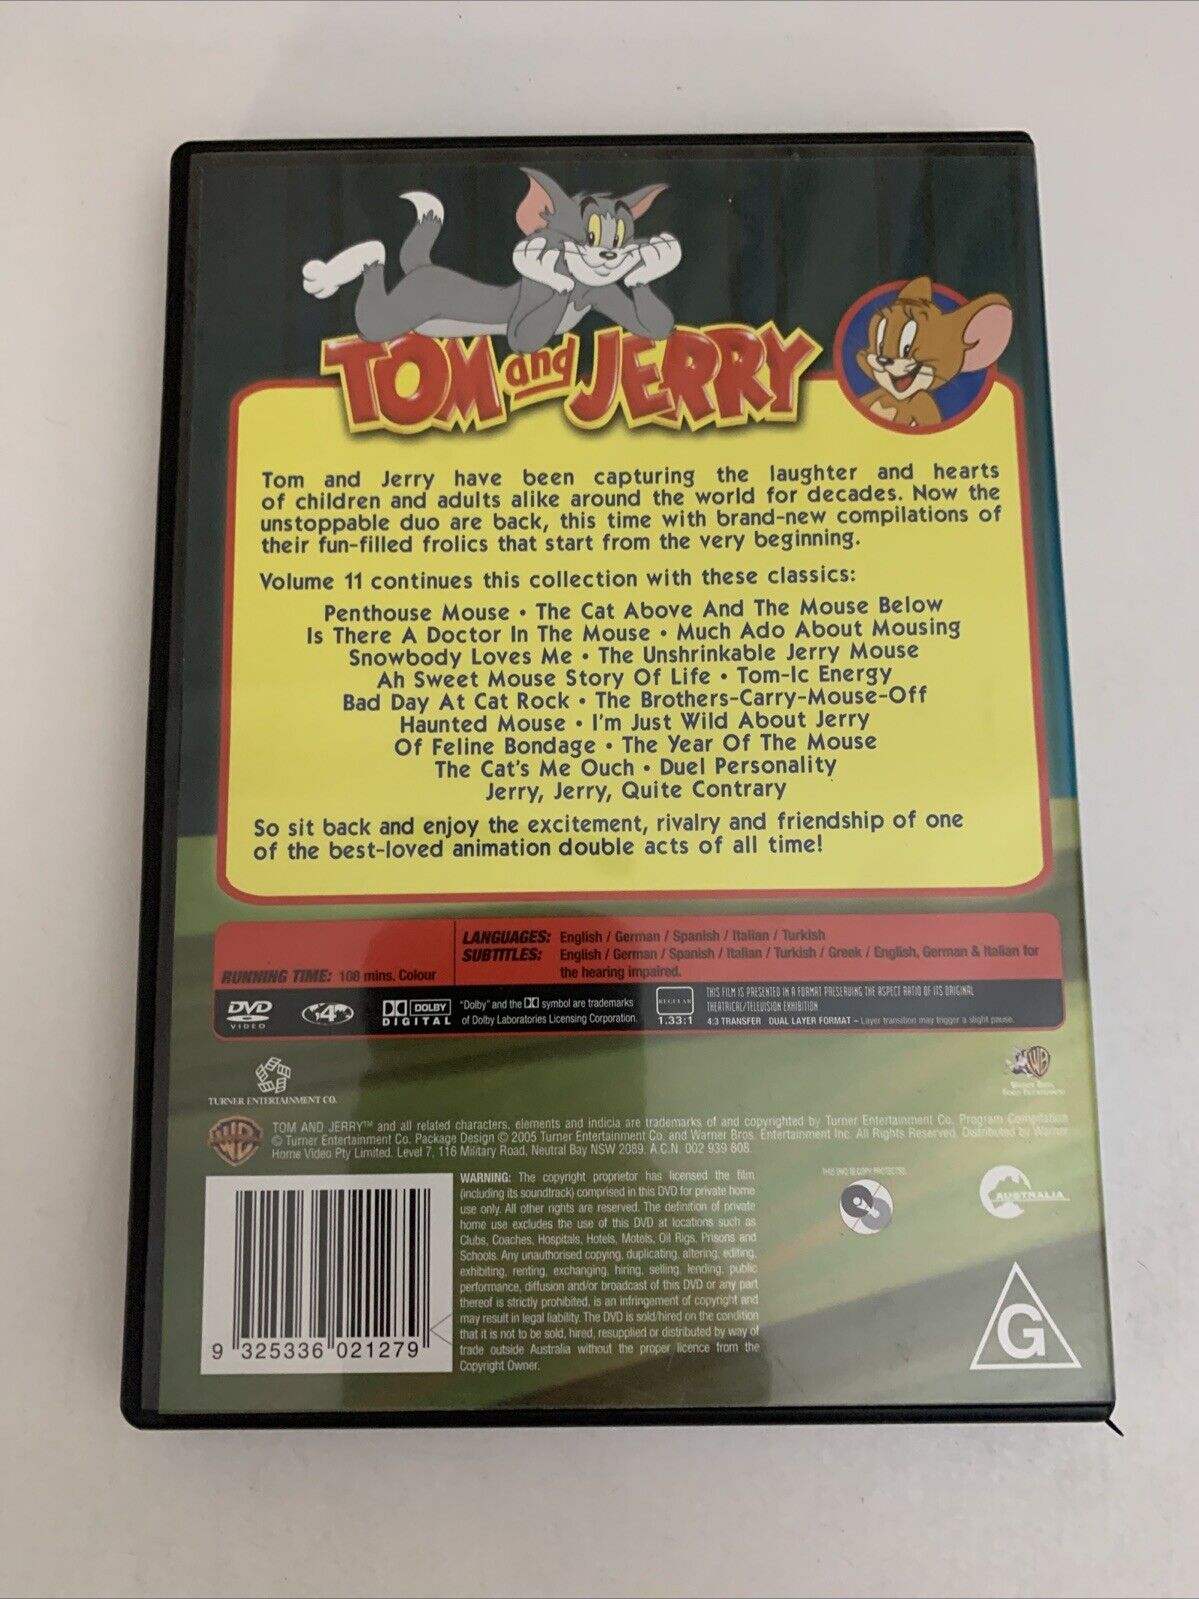 TOM and JERRY
Tom and Jerry have been capturing the laughter and hearts
of children and adults alike around the world for decades. Now the
unstoppable duo are back, this time with brand-new compilations of
their fun-filled frolics that start from the very beginning.
Volume 11 continues this collection with these classics:
Penthouse Mouse • The Cat Above And The Mouse Below
Is There A Doctor In The Mouse • Much Ado About Mousing
Snowbody Loves Me • The Unshrinkable Jerry Mouse
Ah Sweet Mouse Story Of Life • Tom-Ic Energy
Bad Day At Cat Rock • The Brothers-Carry-Mouse-Off
Haunted Mouse • I'm Just Wild About Jerry
Of Feline Bondage • The Year Of The Mouse
The Cat's Me Ouch • Duel Personality
Jerry, Jerry, Quite Contrary
So sit back and enjoy the excitement, rivalry and friendship of one
of the best-loved animation double acts of all time!
RUNNING TIME: 108 mins. Colour
LANGUAGES: English / German / Spanish / Italian / Turkish
SUBTITLES: English / German / Spanish / Italian / Turkish / Greek / English, German & Italian for
the hearing impaired.
DVD
VIDEO
4
DOLBY
DIGITAL
"Dolby" and the DD symbol are trademarks
of Dolby Laboratories Licensing Corporation.
REGULAR
1.33:1
THIS FILM IS PRESENTED IN A FORMAT PRESERVING THE ASPECT RATIO OF ITS ORIGINAL
THEATRICAL/TELEVISION EXHIBITION
4:3 TRANSFER DUAL LAYER FORMAT – Layer transition may trigger a slight pause.
TURNER ENTERTAINMENT CO.
WB
Warner Bros.
Family Entertainment
WB
TOM AND JERRY™ and all related characters, elements and indicia are trademarks of and copyrighted by Turner Entertainment Co. Program Compilation
© Turner Entertainment Co. Package Design © 2005 Turner Entertainment Co. and Warner Bros. Entertainment Inc. All Rights Reserved. Distributed by Warner
Home Video Pty Limited. Level 7, 116 Military Road, Neutral Bay NSW 2089. A.C.N. 002 939 808.
WARNING: The copyright proprietor has licensed the film
(including its soundtrack) comprised in this DVD for private home
use only. All other rights are reserved. The definition of private
home use excludes the use of this DVD at locations such as
Clubs, Coaches, Hospitals, Hotels, Motels, Oil Rigs, Prisons and
Schools. Any unauthorised copying, duplicating, altering, editing,
exhibiting, renting, exchanging, hiring, selling, lending, public
performance, diffusion and/or broadcast of this DVD or any part
thereof is strictly prohibited, is an infringement of copyright and
may result in legal liability. The DVD is sold/hired on the condition
that it is not to be sold, hired, resupplied or distributed by way of
trade outside Australia without the proper licence from the
Copyright Owner.
THIS DVD IS COPY PROTECTED.
AUSTRALIA
G
9 325336 021279